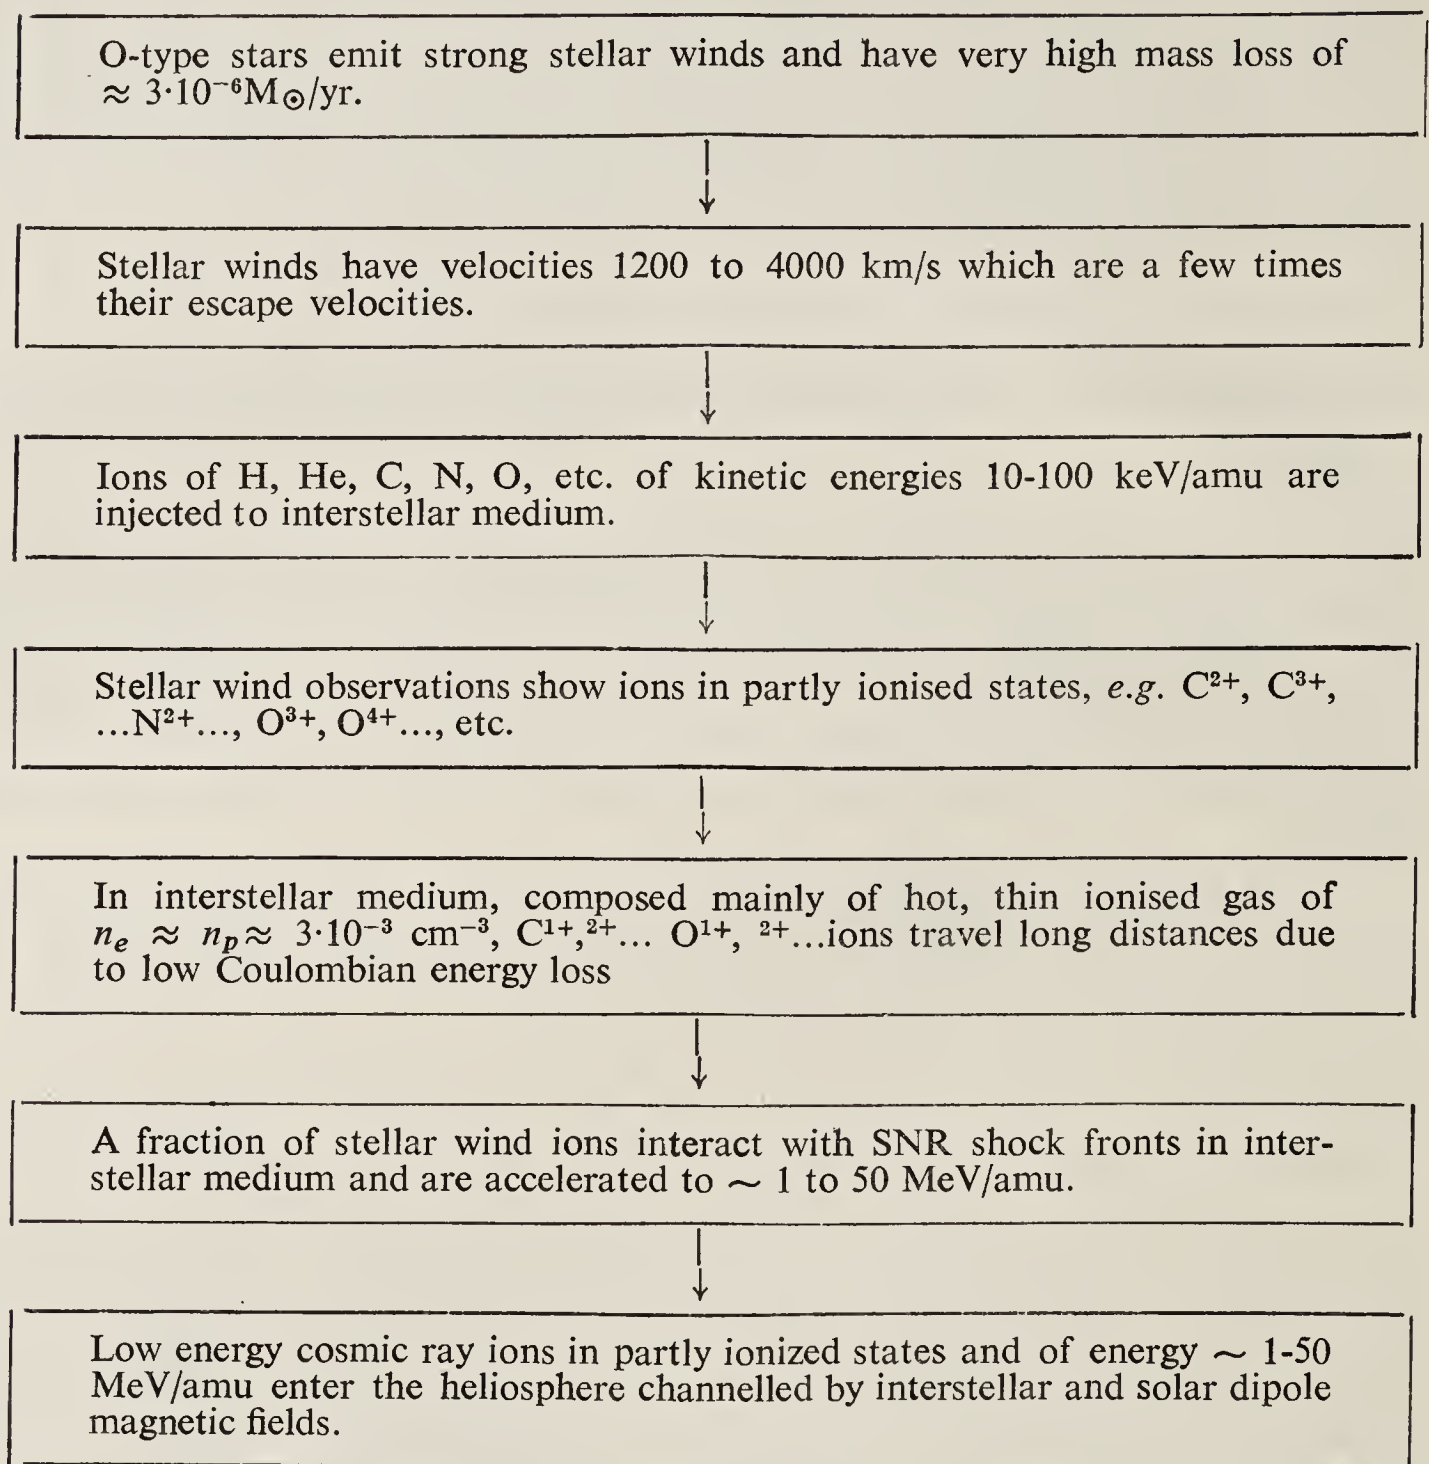 O-type stars emit strong stellar winds and have very high mass loss of
≈ 3·10⁻⁶M⊙/yr.
Stellar winds have velocities 1200 to 4000 km/s which are a few times
their escape velocities.
Ions of H, He, C, N, O, etc. of kinetic energies 10-100 keV/amu are
injected to interstellar medium.
Stellar wind observations show ions in partly ionised states, e.g. C²⁺, C³⁺,
...N²⁺..., O³⁺, O⁴⁺..., etc.
In interstellar medium, composed mainly of hot, thin ionised gas of
nₑ ≈ nₚ≈ 3·10⁻³ cm⁻³, C¹⁺,²⁺... O¹⁺, ²⁺...ions travel long distances due
to low Coulombian energy loss
A fraction of stellar wind ions interact with SNR shock fronts in inter-
stellar medium and are accelerated to ~ 1 to 50 MeV/amu.
Low energy cosmic ray ions in partly ionized states and of energy ~ 1-50
MeV/amu enter the heliosphere channelled by interstellar and solar dipole
magnetic fields.